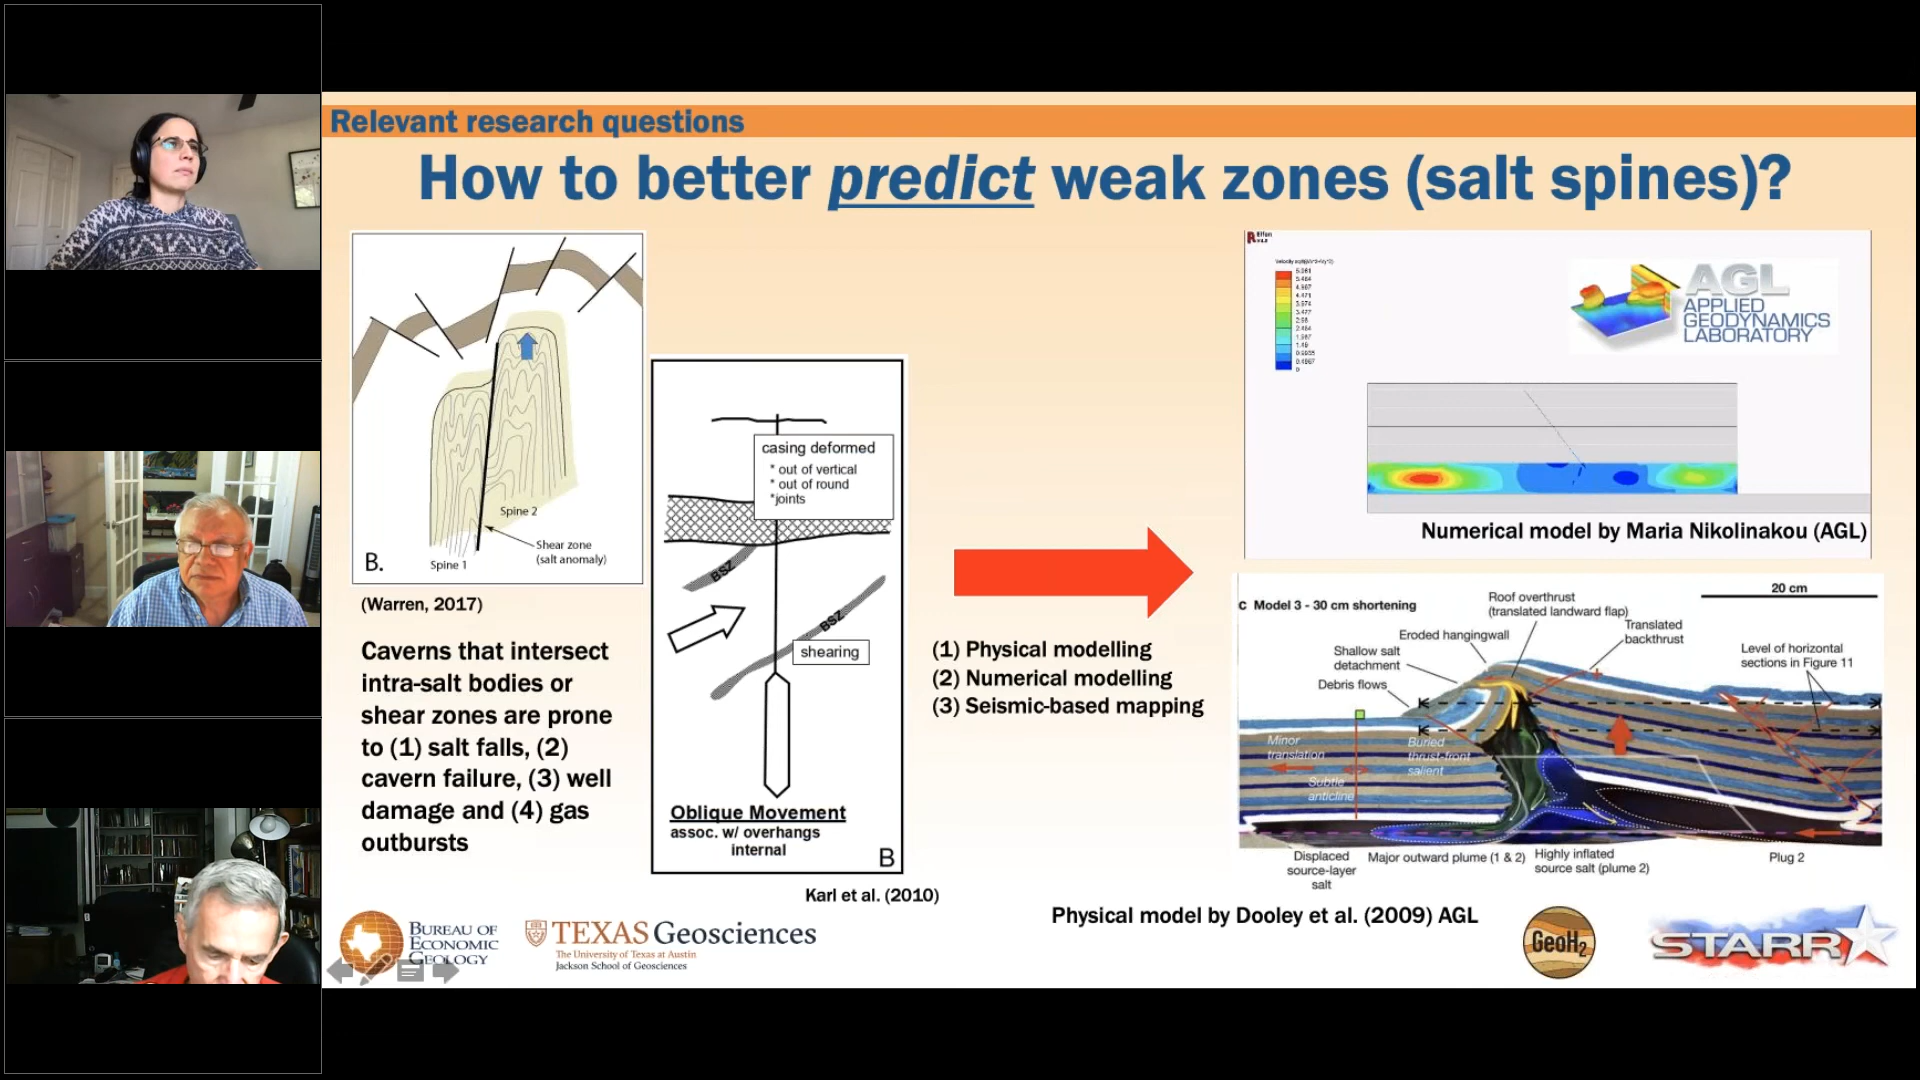 Relevant research questions
How to better predict weak zones (salt spines)?
Spine 2
Shear zone
(salt anomaly)
Spine 1
B.
(Warren, 2017)
Caverns that intersect
intra-salt bodies or
shear zones are prone
to (1) salt falls, (2)
cavern failure, (3) well
damage and (4) gas
outbursts
casing deformed
* out of vertical
* out of round
*joints
BSZ
BSZ
shearing
Oblique Movement
assoc. w/ overhangs
internal
B
Karl et al. (2010)
(1) Physical modelling
(2) Numerical modelling
(3) Seismic-based mapping
AGL
APPLIED
GEODYNAMICS
LABORATORY
Numerical model by Maria Nikolinakou (AGL)
C Model 3 - 30 cm shortening
20 cm
Roof overthrust
(translated landward flap)
Translated
backthrust
Eroded hangingwall
Shallow salt
detachment
Debris flows
Level of horizontal
sections in Figure 11
Minor
translation
Subtle
anticline
Buried
thrust-front
salient
Displaced
source-layer
salt
Major outward plume (1 & 2)
Highly inflated
source salt (plume 2)
Plug 2
Physical model by Dooley et al. (2009) AGL
BUREAU OF
ECONOMIC
GEOLOGY
TEXAS Geosciences
The University of Texas at Austin
Jackson School of Geosciences
GeoH2
STARR